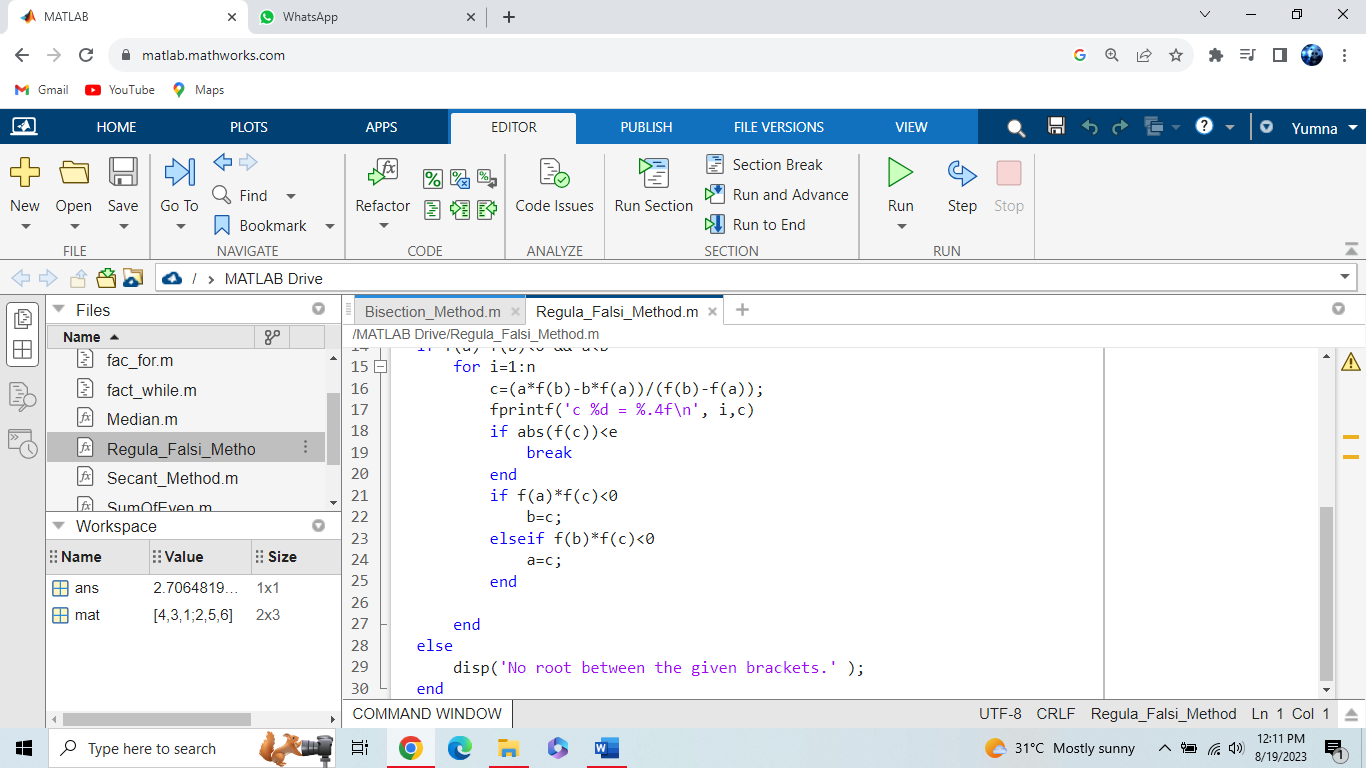 MATLAB
WhatsApp
matlab.mathworks.com
Gmail YouTube Maps
HOME PLOTS APPS EDITOR PUBLISH FILE VERSIONS VIEW Yumna
New Open Save
FILE
Go To
Find
Bookmark
NAVIGATE
Refactor
CODE
Code Issues
ANALYZE
Run Section
Section Break
Run and Advance
Run to End
SECTION
Run Step Stop
RUN
/ > MATLAB Drive
Files
Name
fac_for.m
fact_while.m
Median.m
Regula_Falsi_Metho
Secant_Method.m
SumOfEven.m
Workspace
Name Value Size
ans 2.7064819... 1x1
mat [4,3,1;2,5,6] 2x3
Bisection_Method.m Regula_Falsi_Method.m
/MATLAB Drive/Regula_Falsi_Method.m
15 for i=1:n
16 c=(a*f(b)-b*f(a))/(f(b)-f(a));
17 fprintf('c %d = %.4f\n', i,c)
18 if abs(f(c))<e
19 break
20 end
21 if f(a)*f(c)<0
22 b=c;
23 elseif f(b)*f(c)<0
24 a=c;
25 end
26
27 end
28 else
29 disp('No root between the given brackets.' );
30 end
COMMAND WINDOW
UTF-8 CRLF Regula_Falsi_Method Ln 1 Col 1
Type here to search
31°C Mostly sunny
12:11 PM
8/19/2023
1